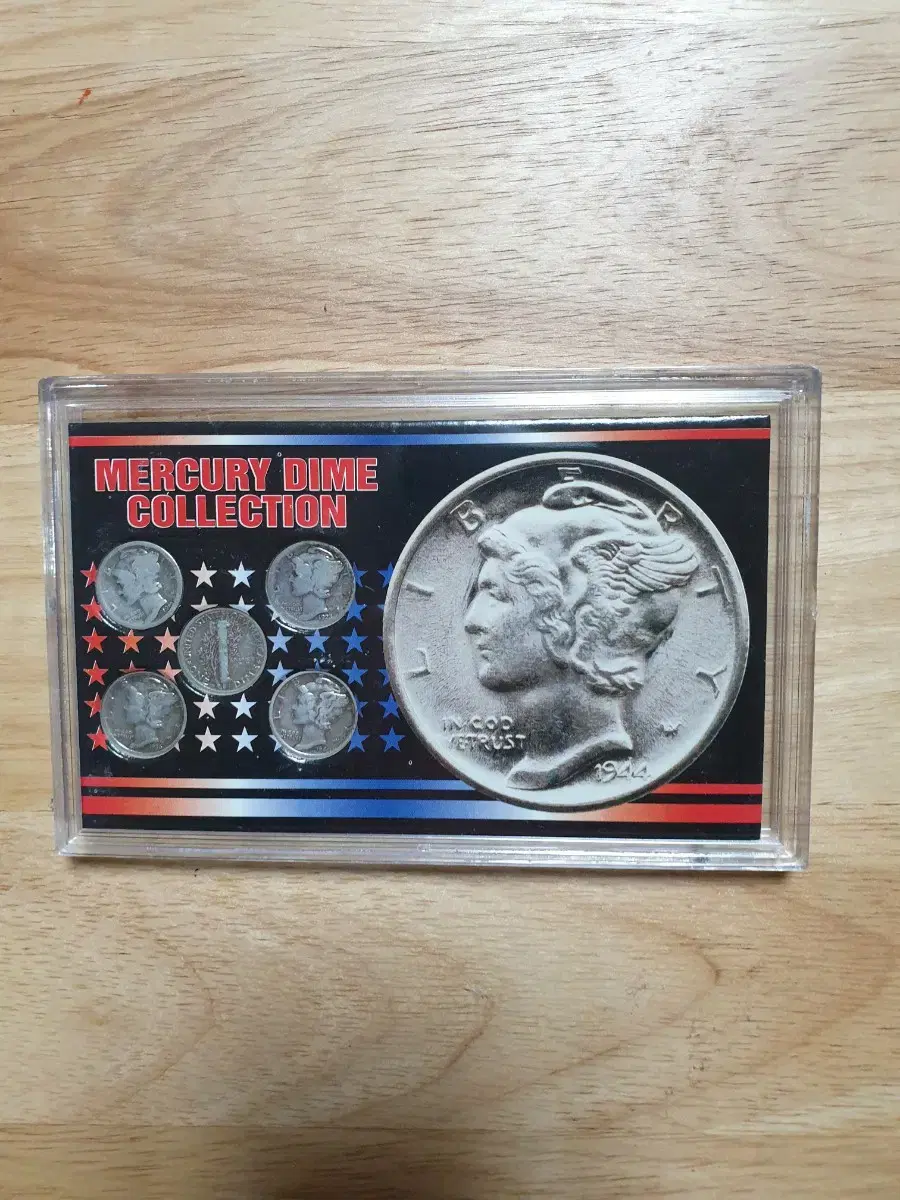 MERCURY DIME
COLLECTION
LIBERTY
IN GOD
WE TRUST
1944